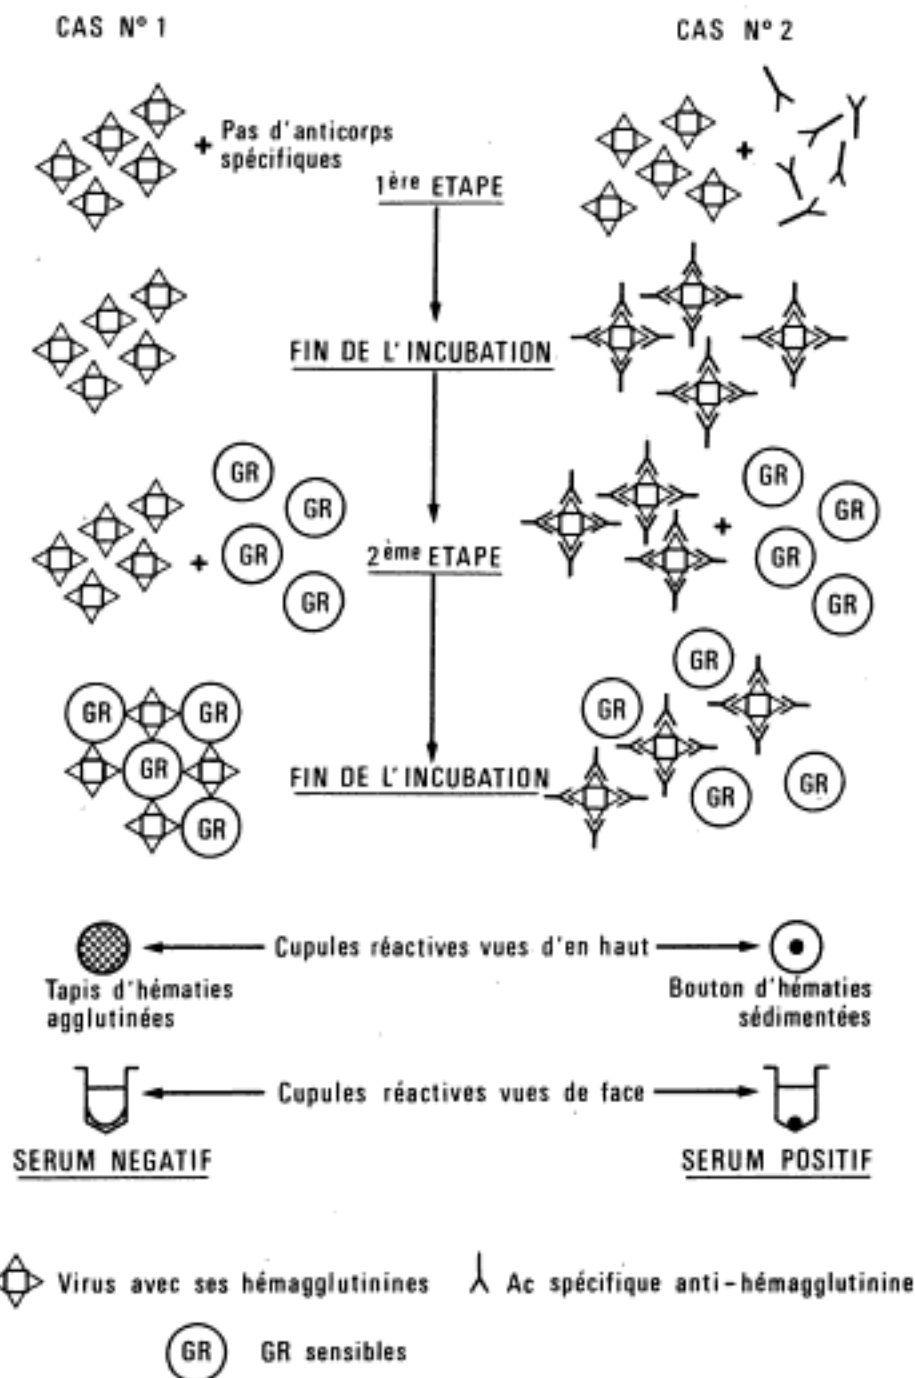 CAS N° 1
CAS N° 2
+ Pas d'anticorps
spécifiques
+
1ère ETAPE
FIN DE L'INCUBATION
GR
GR
GR
GR
+
2ème ETAPE
+
GR
GR
GR
GR
GR
GR
GR
GR
FIN DE L'INCUBATION
GR
GR
GR
GR
Cupules réactives vues d'en haut
Tapis d'hématies
agglutinées
Bouton d'hématies
sédimentées
Cupules réactives vues de face
SERUM NEGATIF
SERUM POSITIF
Virus avec ses hémagglutinines
Ac spécifique anti-hémagglutinine
GR
GR sensibles